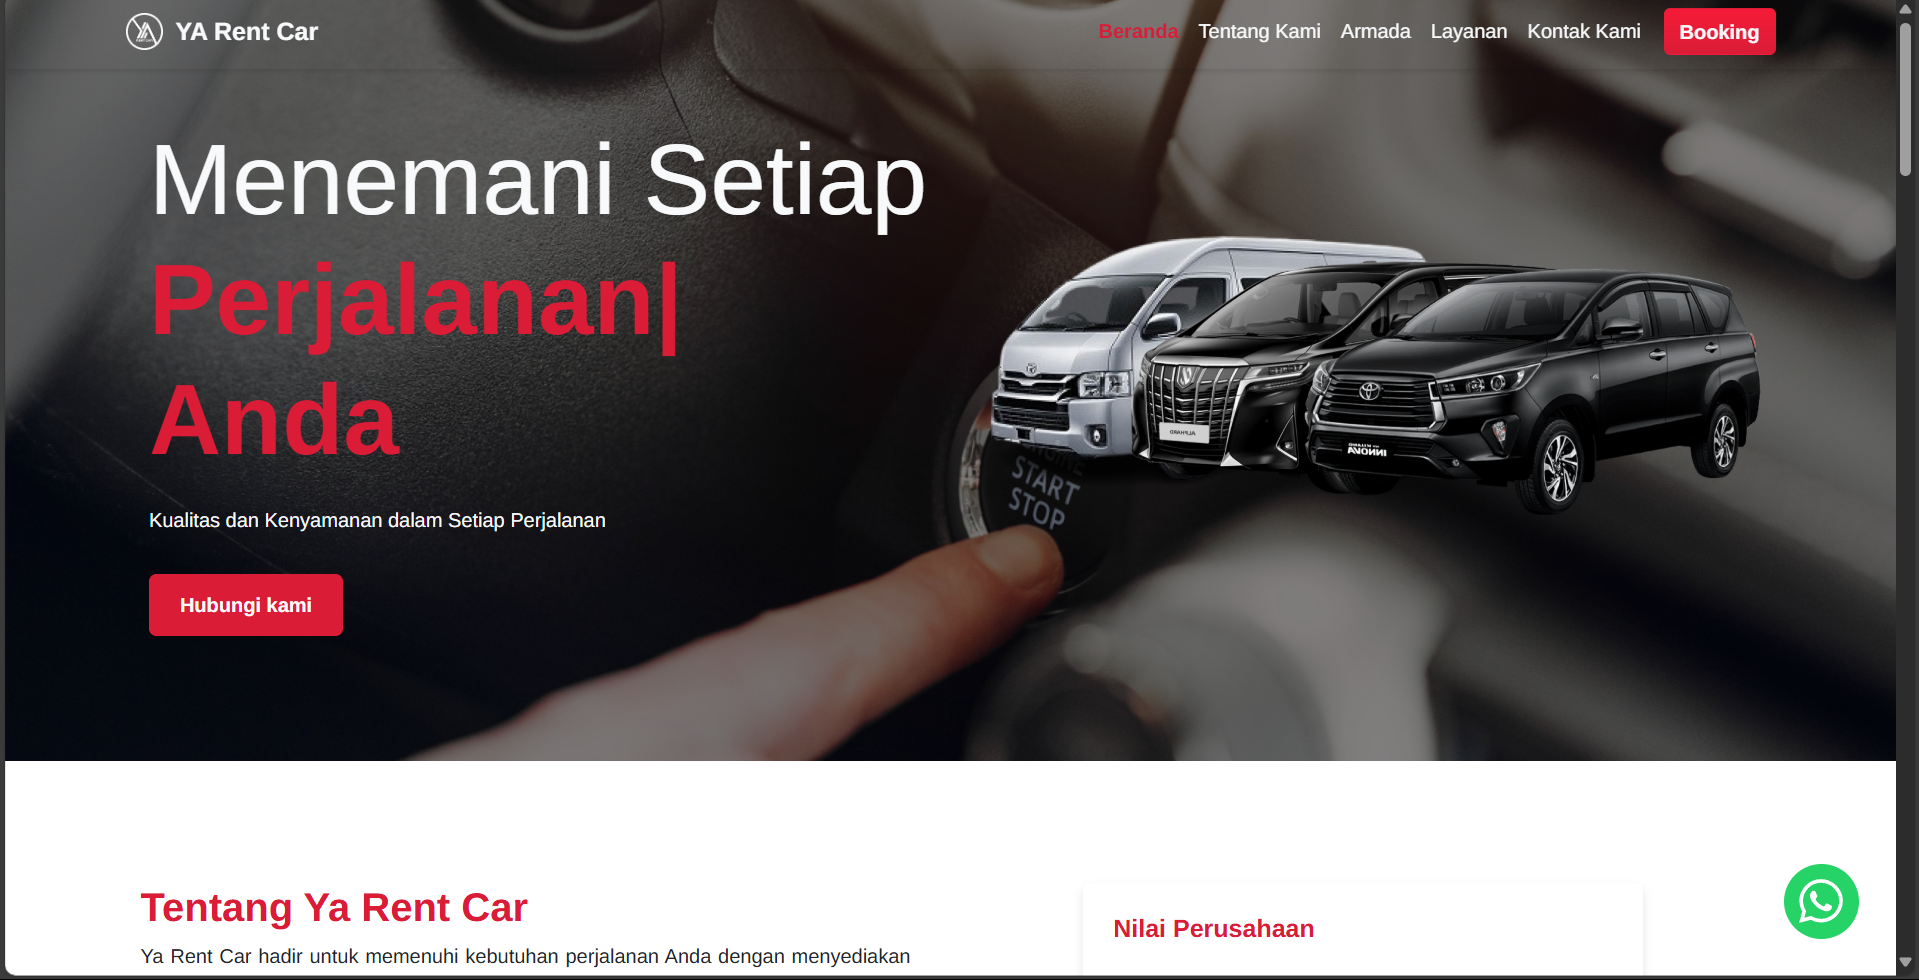 YA Rent Car
Beranda Tentang Kami Armada Layanan Kontak Kami Booking
Menemani Setiap
Perjalanan|
Anda
START
STOP
ALPHARD
INNOVA
Kualitas dan Kenyamanan dalam Setiap Perjalanan
Hubungi kami
Tentang Ya Rent Car
Ya Rent Car hadir untuk memenuhi kebutuhan perjalanan Anda dengan menyediakan
Nilai Perusahaan